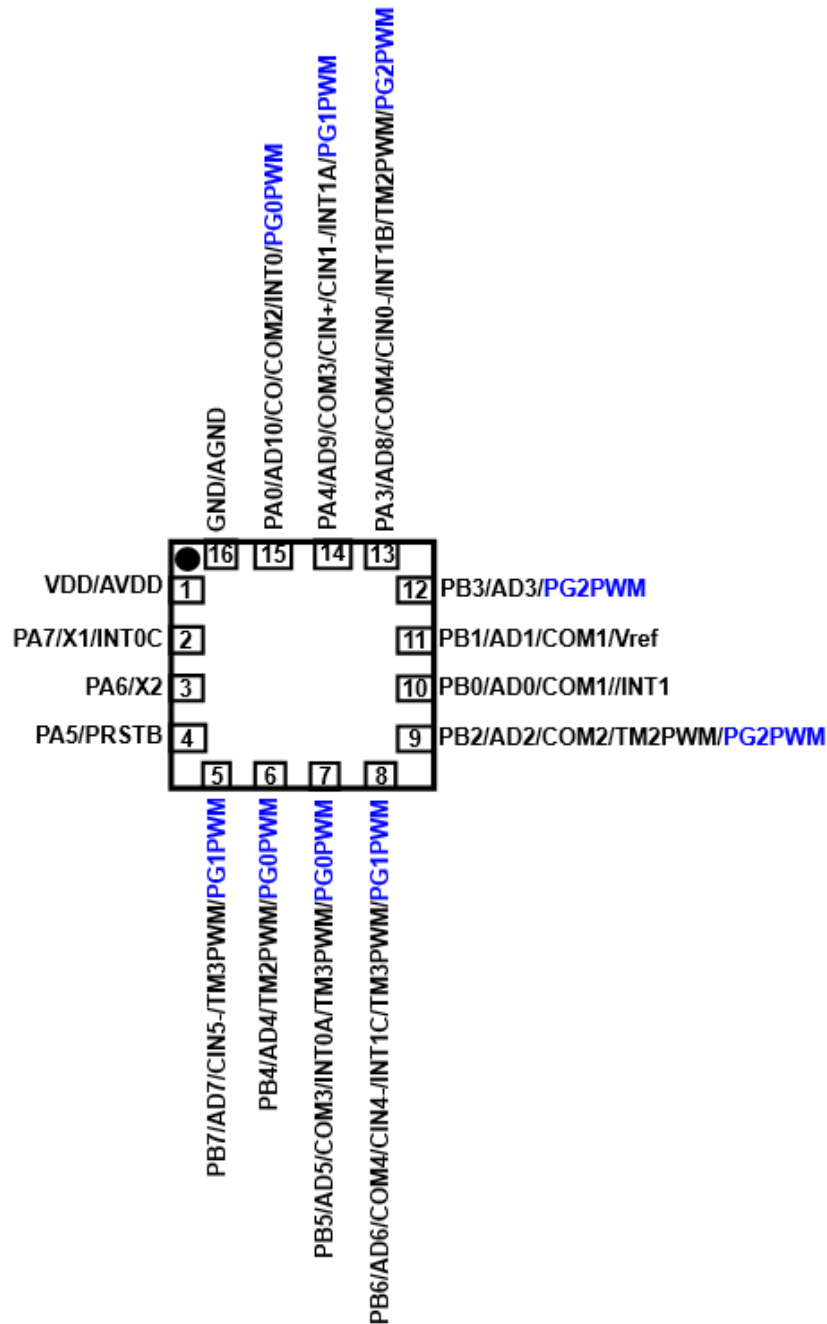 GND/AGND
PA0/AD10/CO/COM2/INT0/PG0PWM
PA4/AD9/COM3/CIN+/CIN1-/INT1A/PG1PWM
PA3/AD8/COM4/CIN0-/INT1B/TM2PWM/PG2PWM
16 15 14 13
VDD/AVDD 1
PA7/X1/INT0C 2
PA6/X2 3
PA5/PRSTB 4
12 PB3/AD3/PG2PWM
11 PB1/AD1/COM1/Vref
10 PB0/AD0/COM1//INT1
9 PB2/AD2/COM2/TM2PWM/PG2PWM
5 6 7 8
PB7/AD7/CIN5-/TM3PWM/PG1PWM
PB4/AD4/TM2PWM/PG0PWM
PB5/AD5/COM3/INT0A/TM3PWM/PG0PWM
PB6/AD6/COM4/CIN4-/INT1C/TM3PWM/PG1PWM